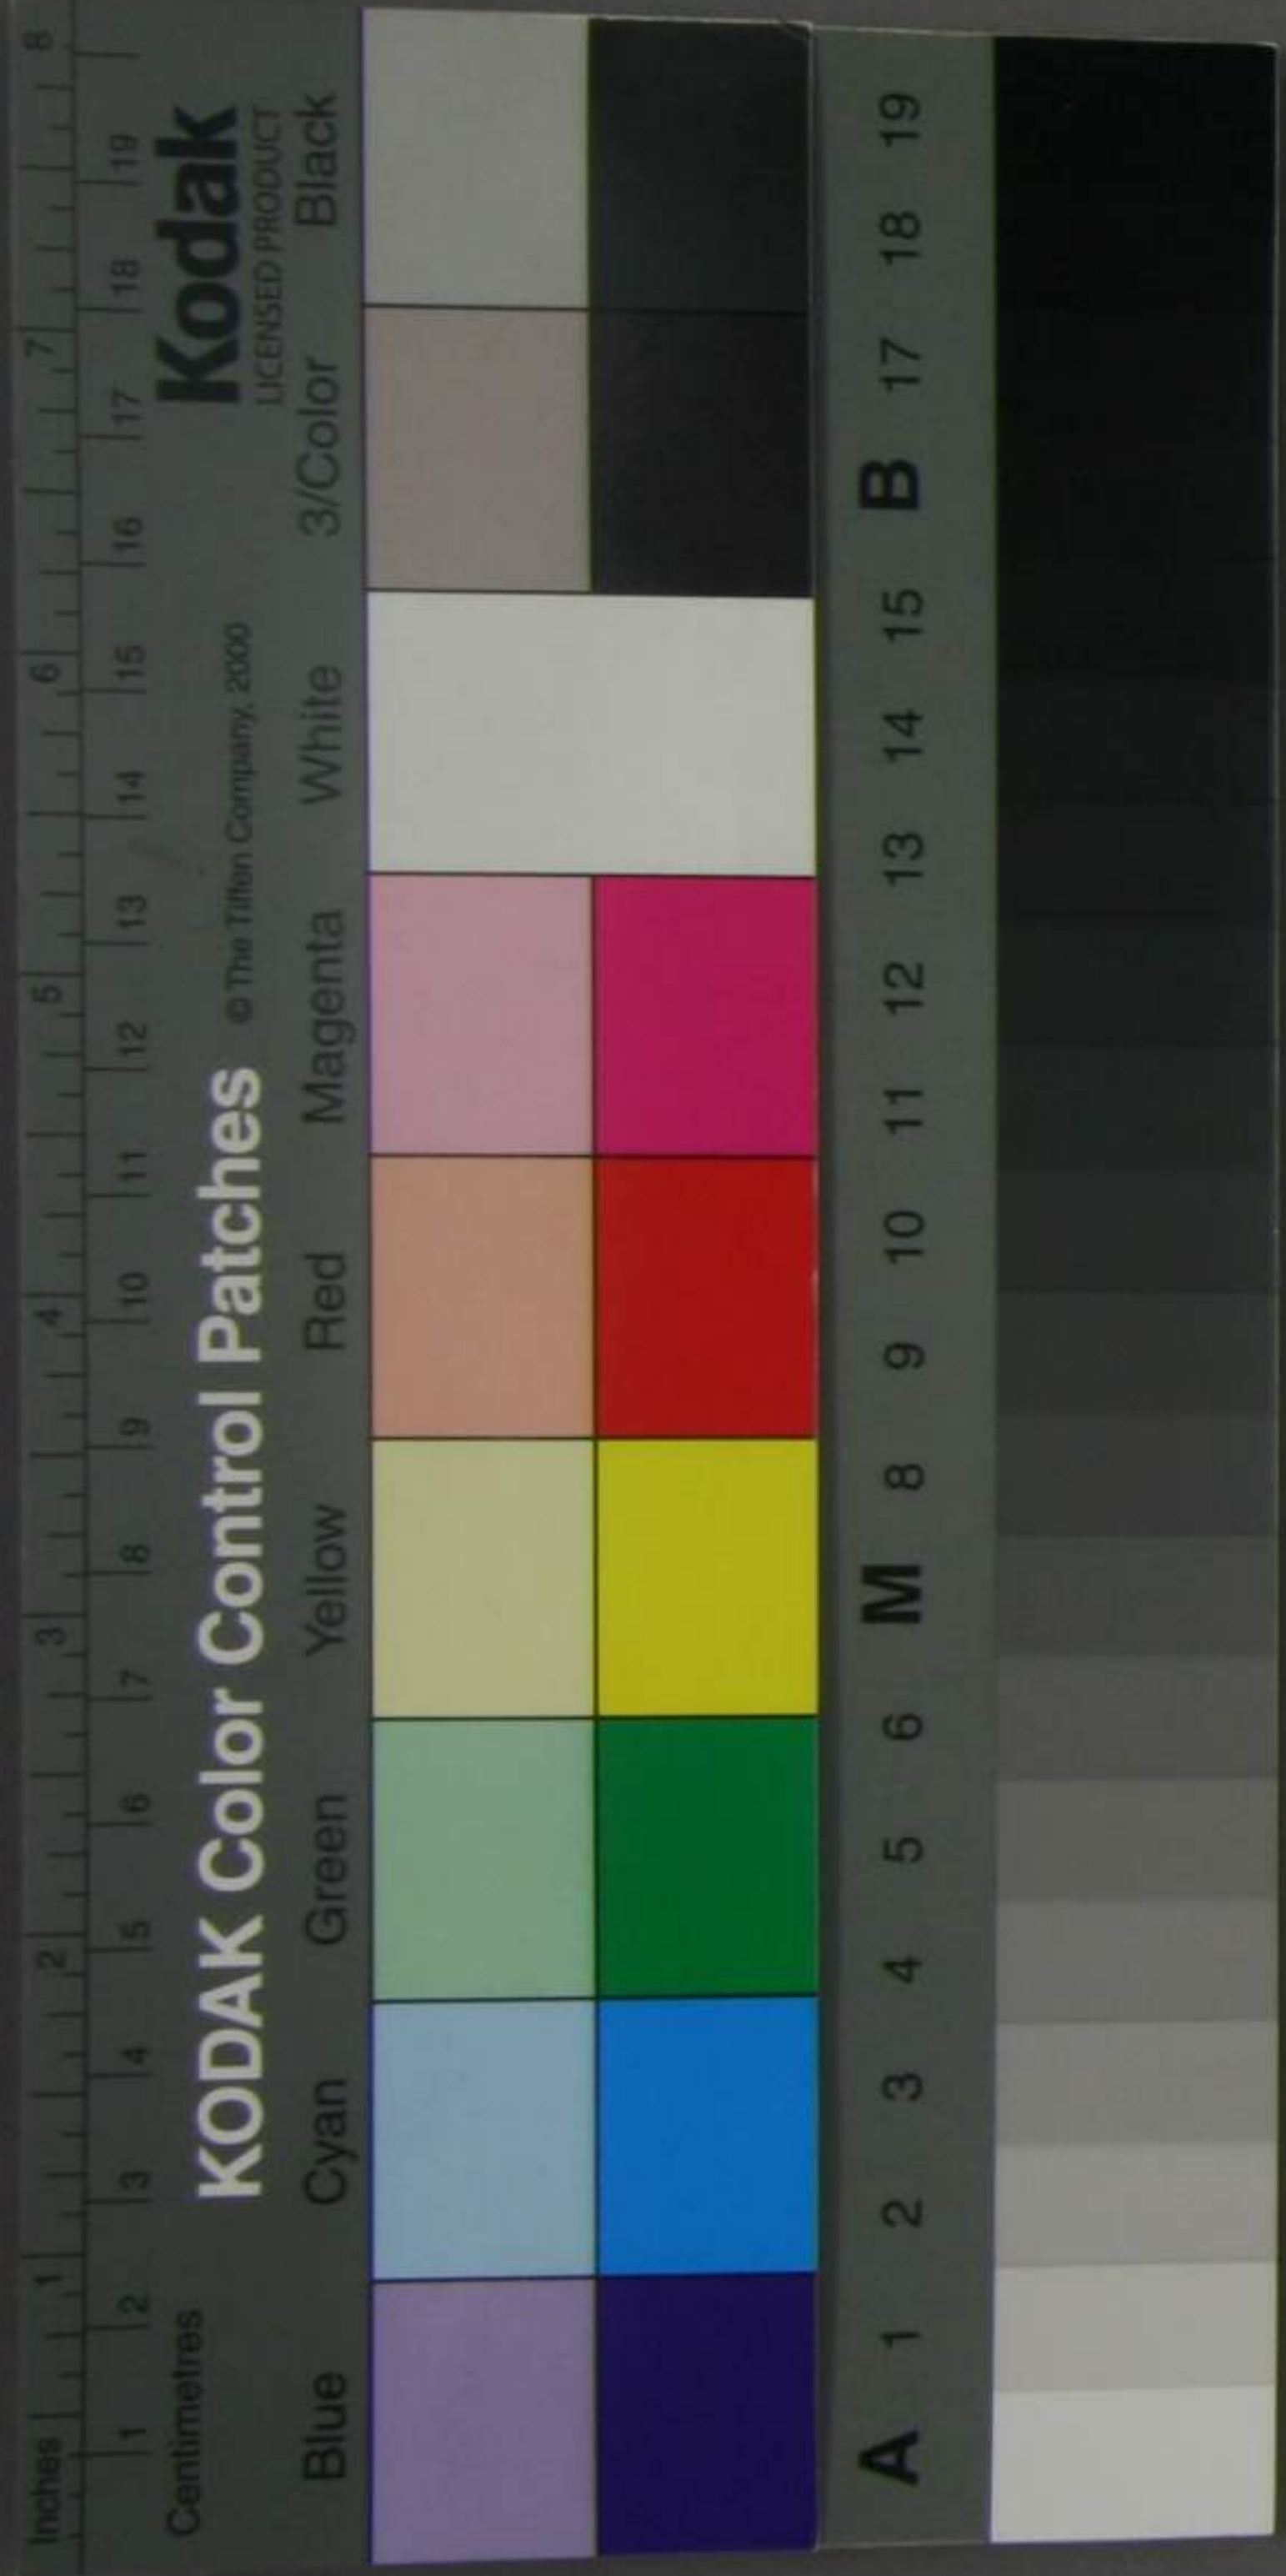 Inches 1 2 3 4 5 6 7 8
Centimetres 1 2 3 4 5 6 7 8 9 10 11 12 13 14 15 16 17 18 19
KODAK Color Control Patches © The Tiffen Company, 2000 Kodak
LICENSED PRODUCT
Blue Cyan Green Yellow Red Magenta White 3/Color Black
A 1 2 3 4 5 6 M 8 9 10 11 12 13 14 15 B 17 18 19